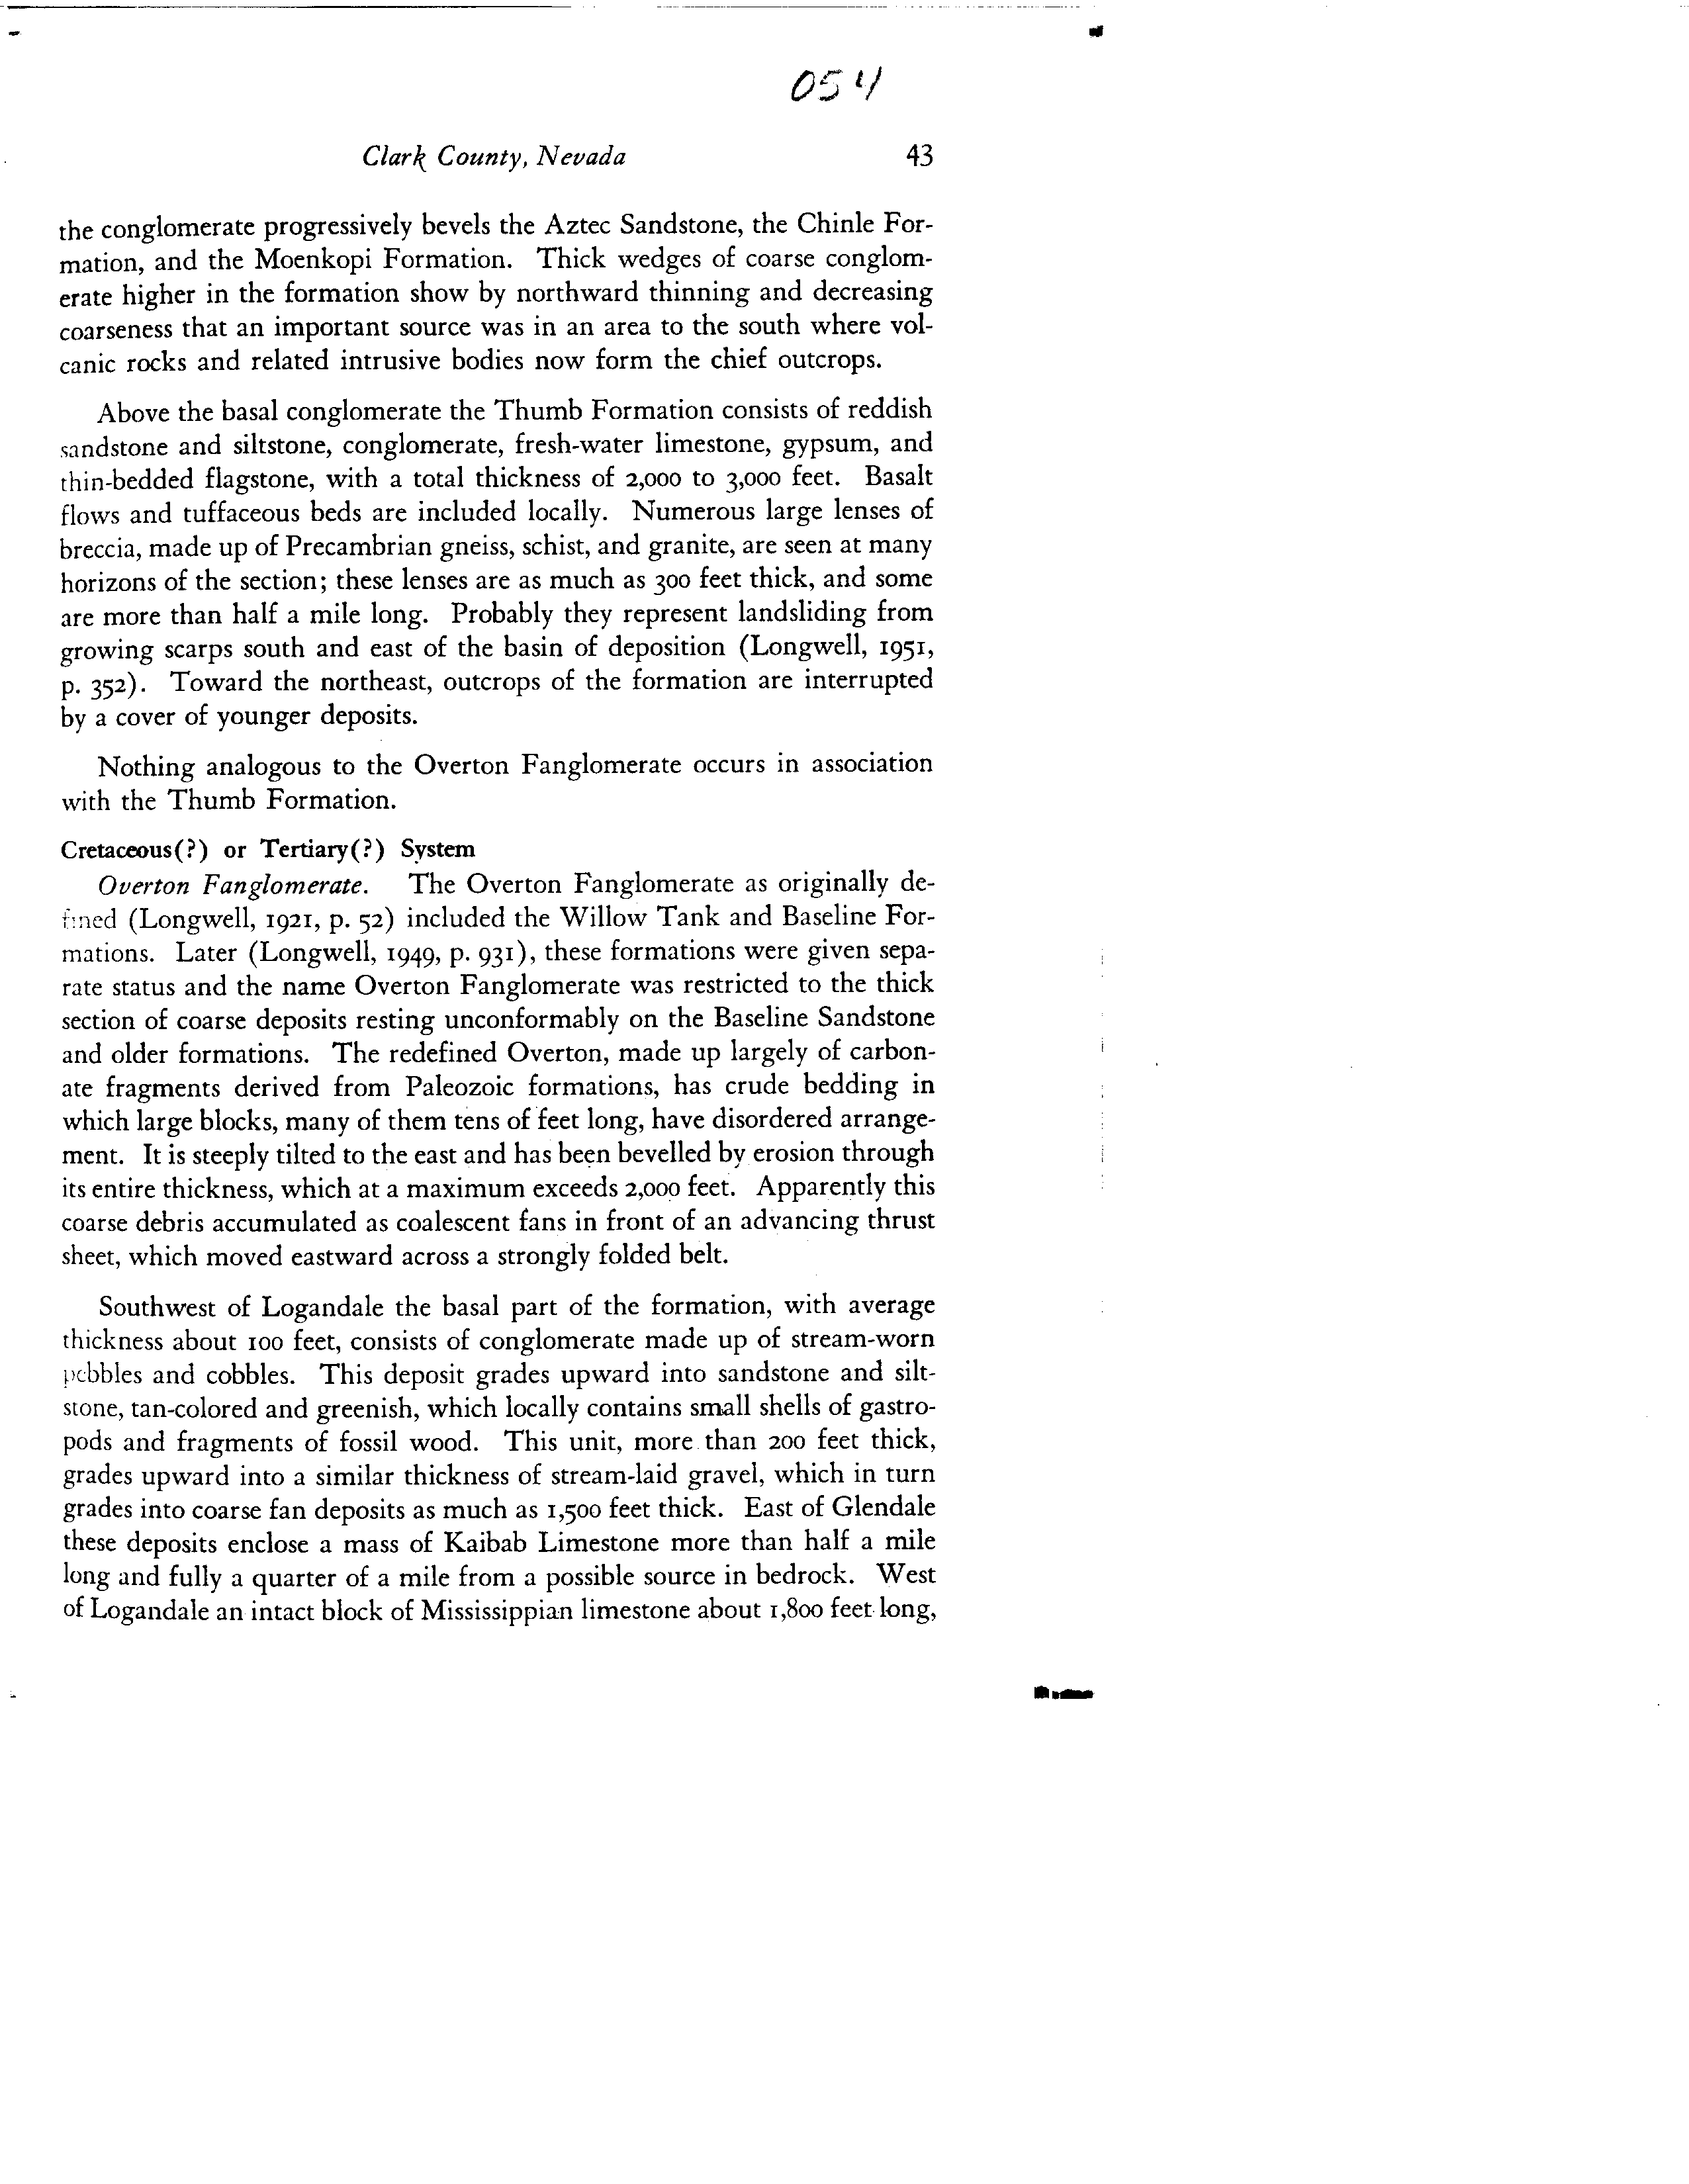 054
Clark County, Nevada 43
the conglomerate progressively bevels the Aztec Sandstone, the Chinle For-
mation, and the Moenkopi Formation. Thick wedges of coarse conglom-
erate higher in the formation show by northward thinning and decreasing
coarseness that an important source was in an area to the south where vol-
canic rocks and related intrusive bodies now form the chief outcrops.
Above the basal conglomerate the Thumb Formation consists of reddish
sandstone and siltstone, conglomerate, fresh-water limestone, gypsum, and
thin-bedded flagstone, with a total thickness of 2,000 to 3,000 feet. Basalt
flows and tuffaceous beds are included locally. Numerous large lenses of
breccia, made up of Precambrian gneiss, schist, and granite, are seen at many
horizons of the section; these lenses are as much as 300 feet thick, and some
are more than half a mile long. Probably they represent landsliding from
growing scarps south and east of the basin of deposition (Longwell, 1951,
p. 352). Toward the northeast, outcrops of the formation are interrupted
by a cover of younger deposits.
Nothing analogous to the Overton Fanglomerate occurs in association
with the Thumb Formation.
Cretaceous(?) or Tertiary(?) System
Overton Fanglomerate. The Overton Fanglomerate as originally de-
fined (Longwell, 1921, p. 52) included the Willow Tank and Baseline For-
mations. Later (Longwell, 1949, p. 931), these formations were given sepa-
rate status and the name Overton Fanglomerate was restricted to the thick
section of coarse deposits resting unconformably on the Baseline Sandstone
and older formations. The redefined Overton, made up largely of carbon-
ate fragments derived from Paleozoic formations, has crude bedding in
which large blocks, many of them tens of feet long, have disordered arrange-
ment. It is steeply tilted to the east and has been bevelled by erosion through
its entire thickness, which at a maximum exceeds 2,000 feet. Apparently this
coarse debris accumulated as coalescent fans in front of an advancing thrust
sheet, which moved eastward across a strongly folded belt.
Southwest of Logandale the basal part of the formation, with average
thickness about 100 feet, consists of conglomerate made up of stream-worn
pebbles and cobbles. This deposit grades upward into sandstone and silt-
stone, tan-colored and greenish, which locally contains small shells of gastro-
pods and fragments of fossil wood. This unit, more than 200 feet thick,
grades upward into a similar thickness of stream-laid gravel, which in turn
grades into coarse fan deposits as much as 1,500 feet thick. East of Glendale
these deposits enclose a mass of Kaibab Limestone more than half a mile
long and fully a quarter of a mile from a possible source in bedrock. West
of Logandale an intact block of Mississippian limestone about 1,800 feet long,